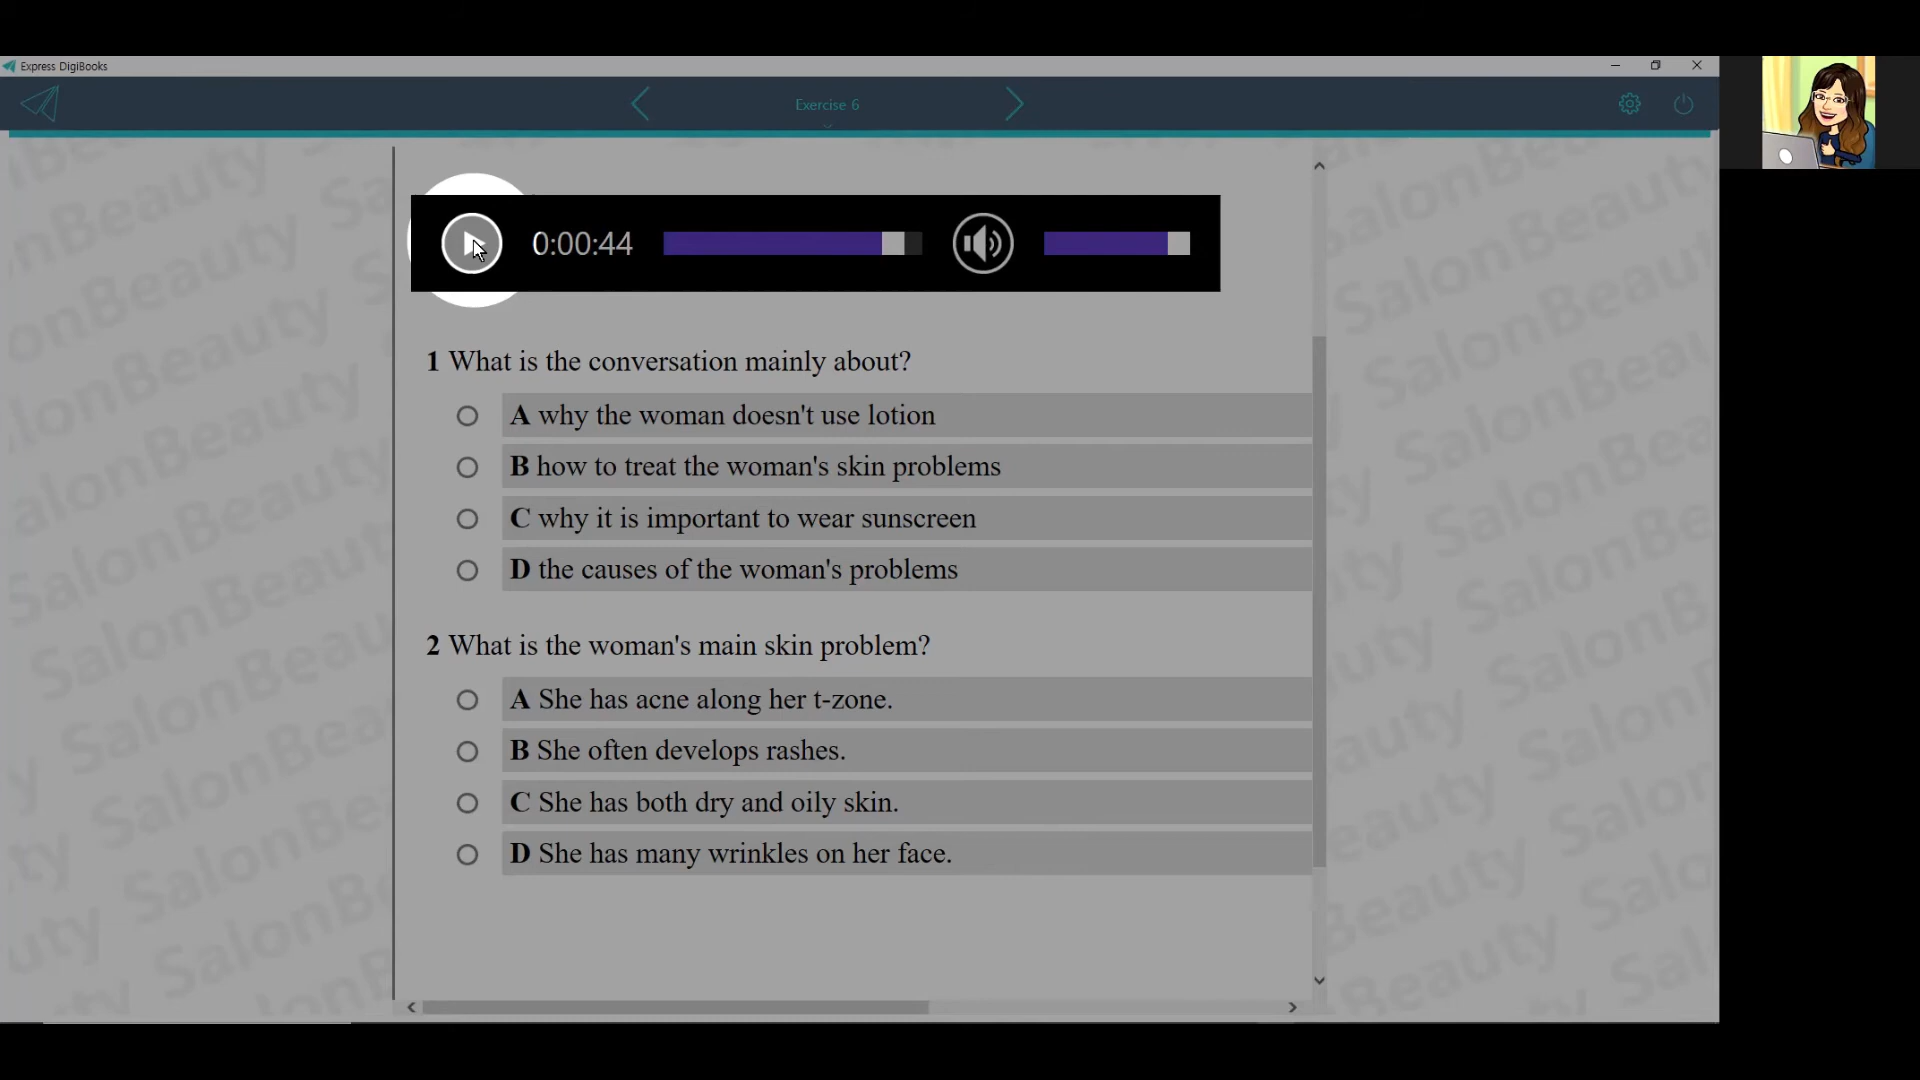 Express DigiBooks
Exercise 6
0:00:44
1 What is the conversation mainly about?
A why the woman doesn't use lotion
B how to treat the woman's skin problems
C why it is important to wear sunscreen
D the causes of the woman's problems
2 What is the woman's main skin problem?
A She has acne along her t-zone.
B She often develops rashes.
C She has both dry and oily skin.
D She has many wrinkles on her face.
SalonBeauty